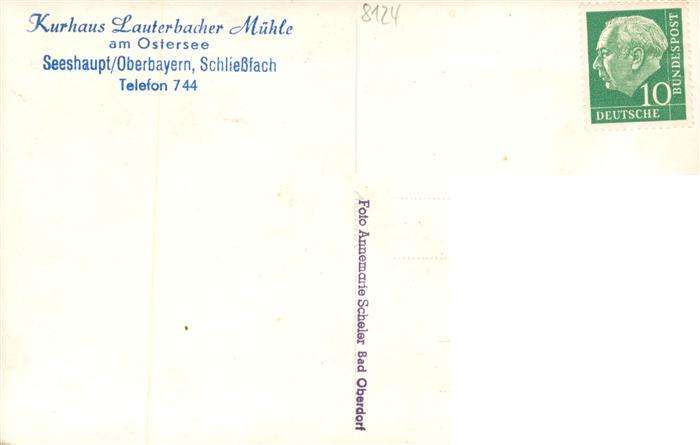 Kurhaus Lauterbacher Mühle
am Ostersee
Seeshaupt/Oberbayern, Schließfach
Telefon 744
8124
10
DEUTSCHE
BUNDESPOST
Foto Annemarie Scheler Bad Oberdorf